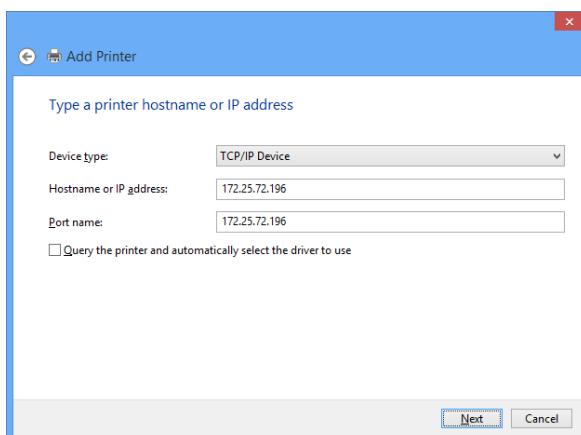 Add Printer
Type a printer hostname or IP address
Device type: TCP/IP Device
Hostname or IP address: 172.25.72.196
Port name: 172.25.72.196
Query the printer and automatically select the driver to use
Next Cancel